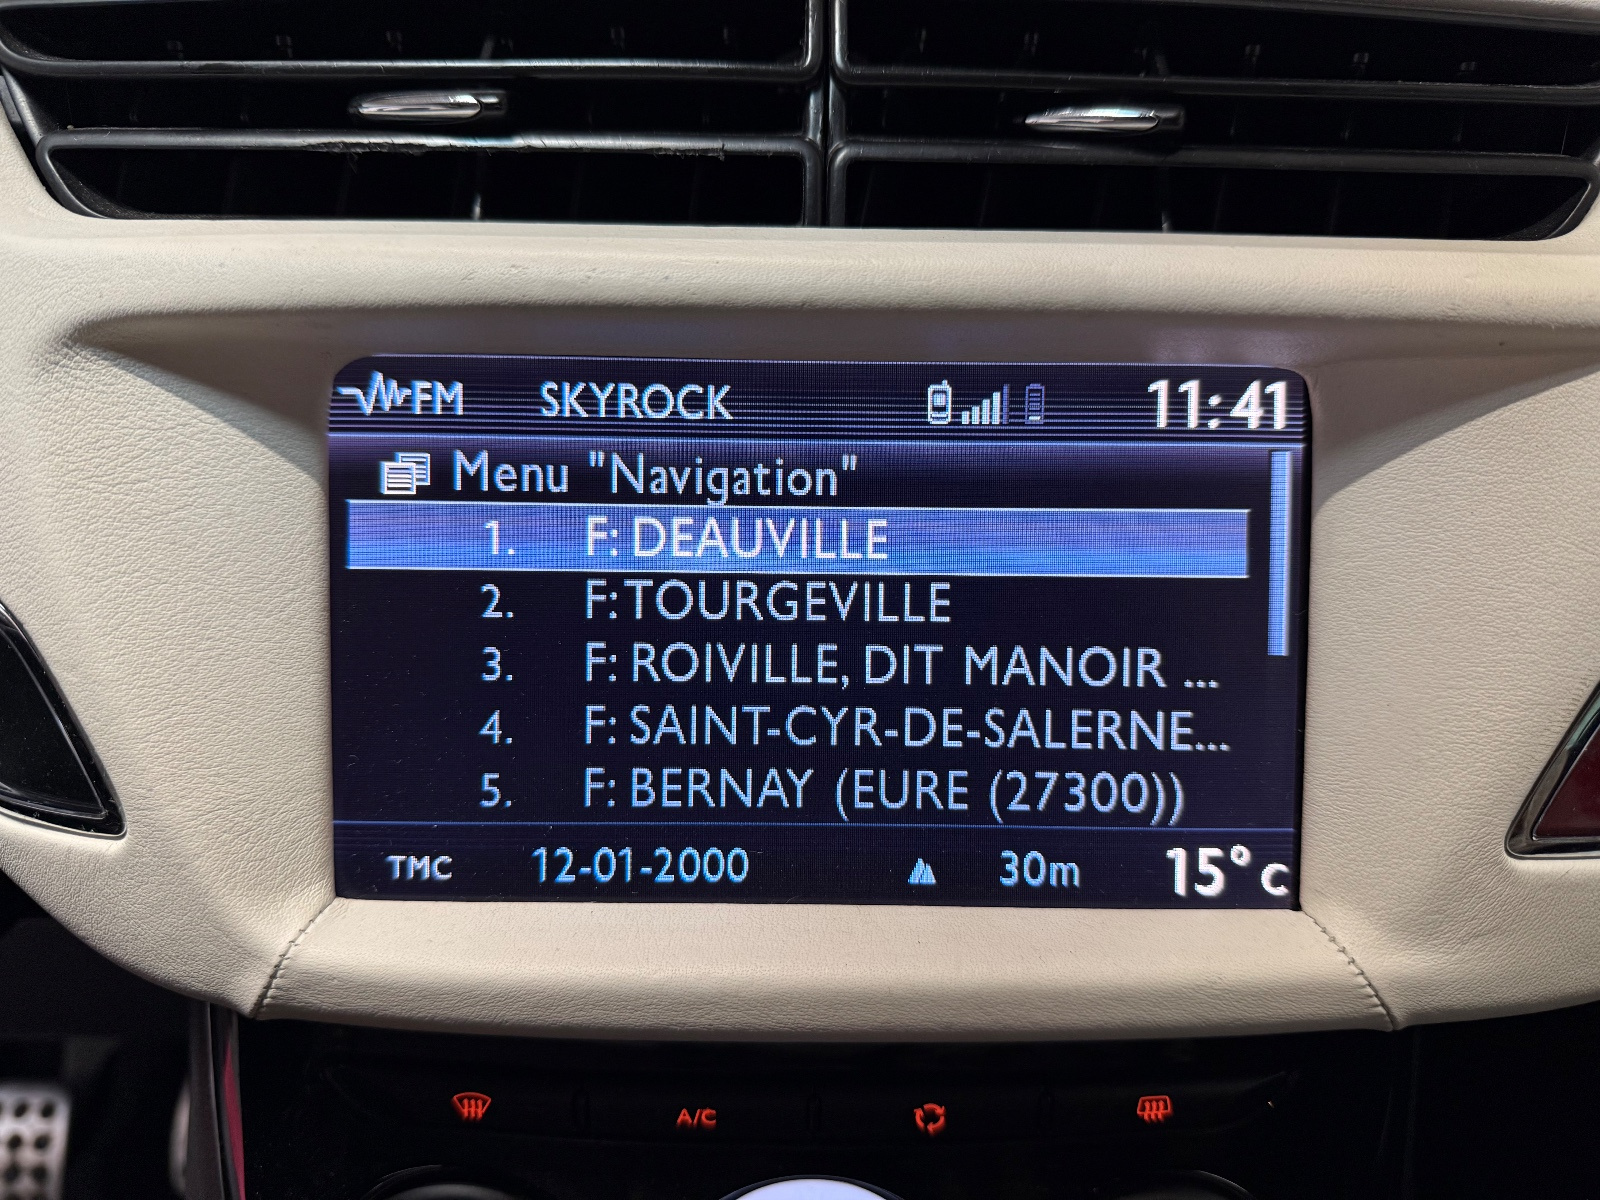 FM SKYROCK 11:41
Menu "Navigation"
1. F: DEAUVILLE
2. F: TOURGEVILLE
3. F: ROIVILLE, DIT MANOIR ...
4. F: SAINT-CYR-DE-SALERNE...
5. F: BERNAY (EURE (27300))
TMC 12-01-2000 30m 15°C
A/C